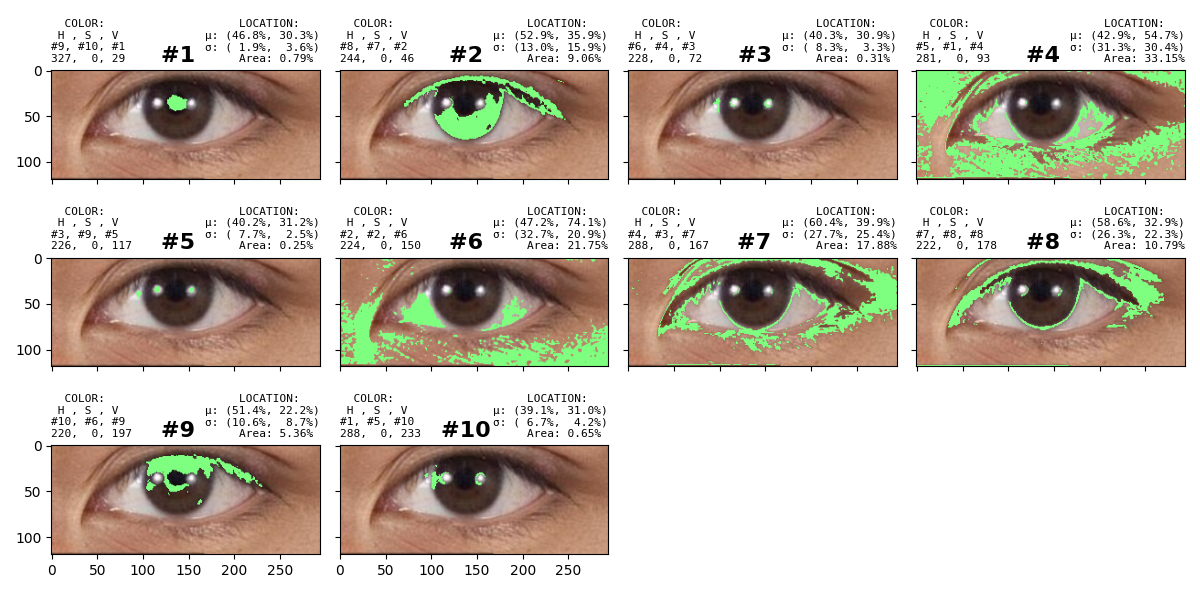 COLOR: LOCATION:
H , S , V μ: (46.8%, 30.3%)
#9, #10, #1 #1 σ: ( 1.9%, 3.6%)
327, 0, 29 Area: 0.79%
COLOR: LOCATION:
H , S , V μ: (52.9%, 35.9%)
#8, #7, #2 #2 σ: (13.0%, 15.9%)
244, 0, 46 Area: 9.06%
COLOR: LOCATION:
H , S , V μ: (40.3%, 30.9%)
#6, #4, #3 #3 σ: ( 8.3%, 3.3%)
228, 0, 72 Area: 0.31%
COLOR: LOCATION:
H , S , V μ: (42.9%, 54.7%)
#5, #1, #4 #4 σ: (31.3%, 30.4%)
281, 0, 93 Area: 33.15%
0
50
100
COLOR: LOCATION:
H , S , V μ: (40.2%, 31.2%)
#3, #9, #5 #5 σ: ( 7.7%, 2.5%)
226, 0, 117 Area: 0.25%
COLOR: LOCATION:
H , S , V μ: (47.2%, 74.1%)
#2, #2, #6 #6 σ: (32.7%, 20.9%)
224, 0, 150 Area: 21.75%
COLOR: LOCATION:
H , S , V μ: (60.4%, 39.9%)
#4, #3, #7 #7 σ: (27.7%, 25.4%)
288, 0, 167 Area: 17.88%
COLOR: LOCATION:
H , S , V μ: (58.6%, 32.9%)
#7, #8, #8 #8 σ: (26.3%, 22.3%)
222, 0, 178 Area: 10.79%
0
50
100
COLOR: LOCATION:
H , S , V μ: (51.4%, 22.2%)
#10, #6, #9 #9 σ: (10.6%, 8.7%)
220, 0, 197 Area: 5.36%
COLOR: LOCATION:
H , S , V μ: (39.1%, 31.0%)
#1, #5, #10 #10 σ: ( 6.7%, 4.2%)
288, 0, 233 Area: 0.65%
0
50
100
0 50 100 150 200 250
0 50 100 150 200 250